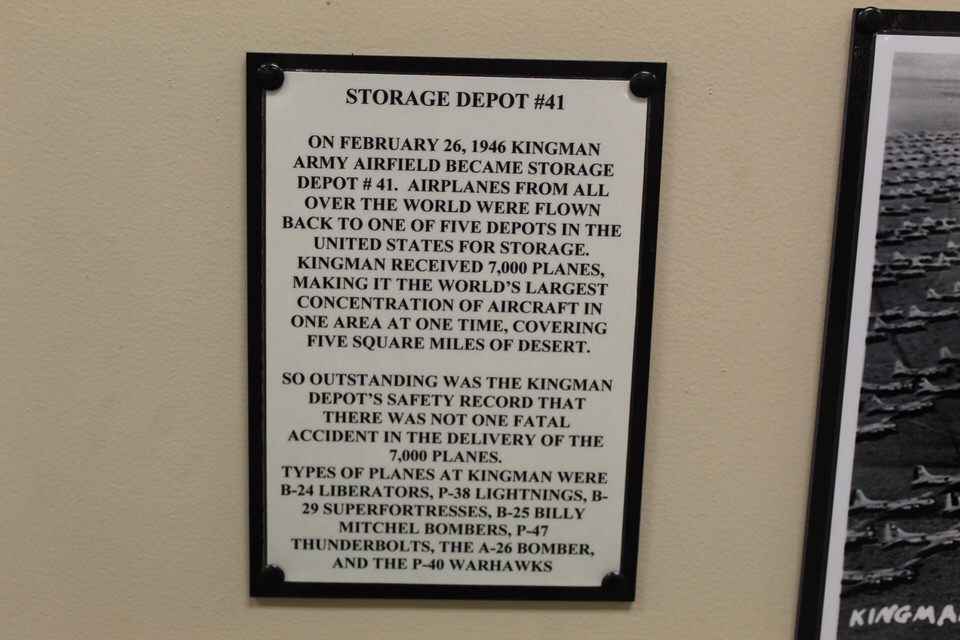 STORAGE DEPOT #41
ON FEBRUARY 26, 1946 KINGMAN
ARMY AIRFIELD BECAME STORAGE
DEPOT # 41. AIRPLANES FROM ALL
OVER THE WORLD WERE FLOWN
BACK TO ONE OF FIVE DEPOTS IN THE
UNITED STATES FOR STORAGE.
KINGMAN RECEIVED 7,000 PLANES,
MAKING IT THE WORLD'S LARGEST
CONCENTRATION OF AIRCRAFT IN
ONE AREA AT ONE TIME, COVERING
FIVE SQUARE MILES OF DESERT.
SO OUTSTANDING WAS THE KINGMAN
DEPOT'S SAFETY RECORD THAT
THERE WAS NOT ONE FATAL
ACCIDENT IN THE DELIVERY OF THE
7,000 PLANES.
TYPES OF PLANES AT KINGMAN WERE
B-24 LIBERATORS, P-38 LIGHTNINGS, B-
29 SUPERFORTRESSES, B-25 BILLY
MITCHEL BOMBERS, P-47
THUNDERBOLTS, THE A-26 BOMBER,
AND THE P-40 WARHAWKS
KINGMA